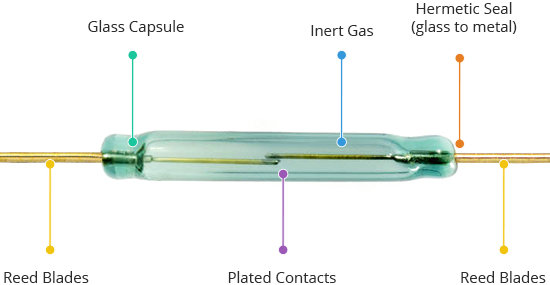 Glass Capsule
Inert Gas
Hermetic Seal
(glass to metal)
Reed Blades
Plated Contacts
Reed Blades